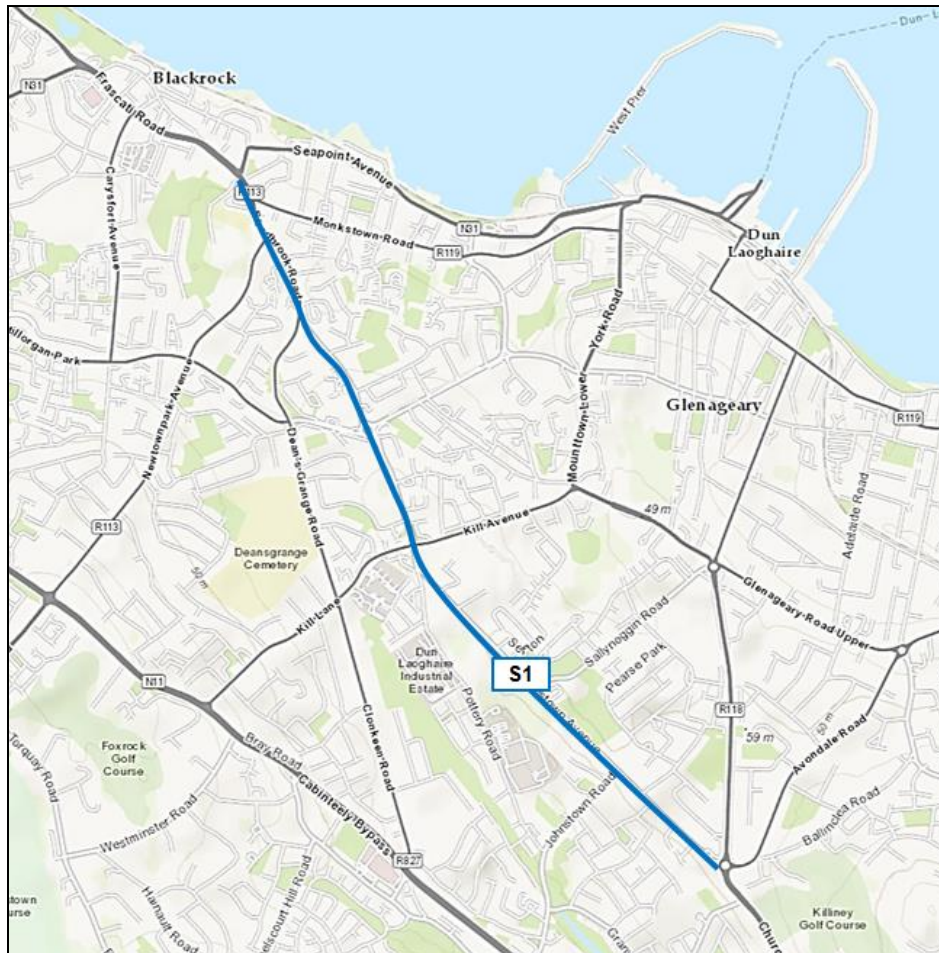 Dun-L
Blackrock
N31
Frascati Road
West Pier
Seapoint-Avenue
Carysfort-Avenue
Monkstown-Road
N31
R119
Dun
Laoghaire
York-Road
Mounttown-Lower
Glenageary
R119
Newtownpark-Avenue
Dean's-Grange-Road
Adelaide Road
49 m
Kill-Avenue
R113
50 m
Deansgrange
Cemetery
Kill-Lane
Glenageary-Road-Upper
Sallynoggin Road
Pearse Park
S1
Dun
Laoghaire
Industrial
Estate
Pottery Road
N11
R118
59 m
50 m
Avondale-Road
Clonkeen-Road
Foxrock
Golf
Course
Torquay Road
Bray Road
Cabinteely-Bypass
Westminster Road
Johnstown Road
Ballinclea Road
R827
Killiney
Golf Course